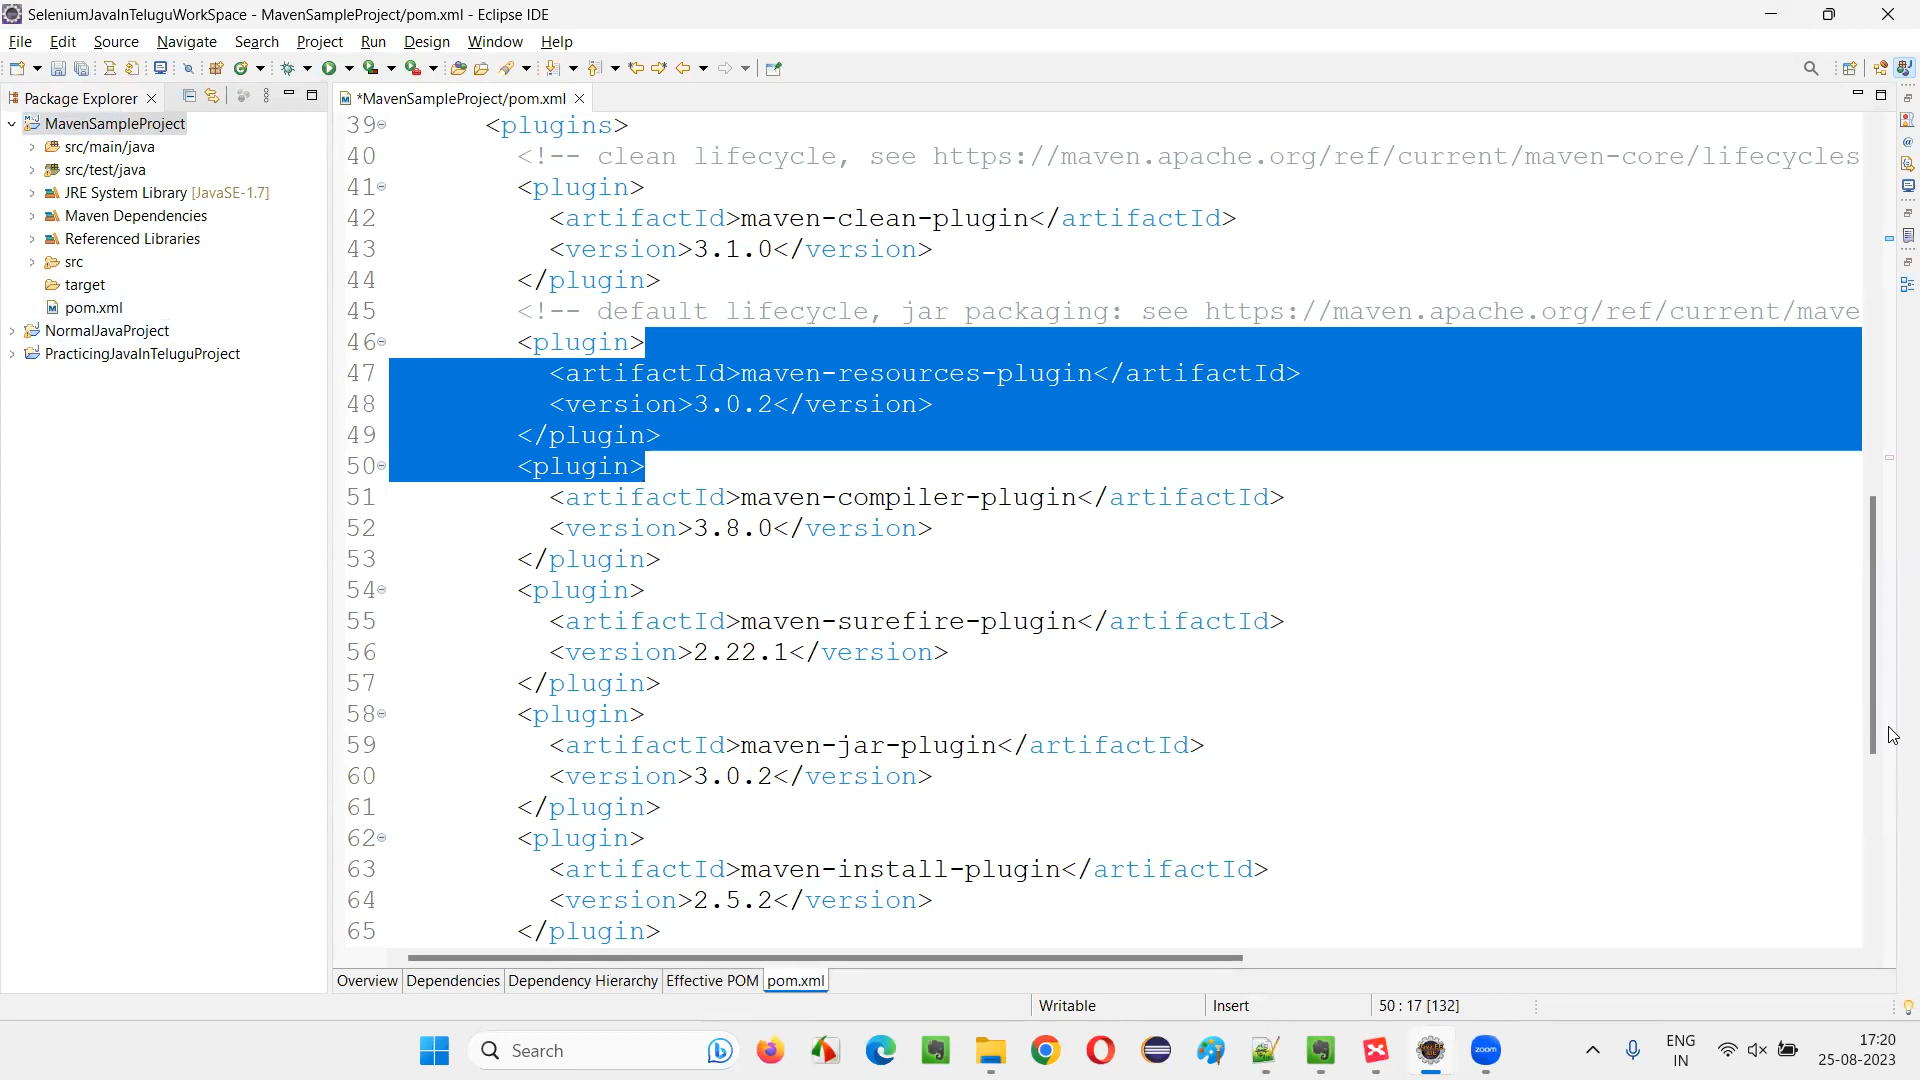 SeleniumJavaInTeluguWorkSpace - MavenSampleProject/pom.xml - Eclipse IDE
File Edit Source Navigate Search Project Run Design Window Help
Package Explorer
MavenSampleProject
src/main/java
src/test/java
JRE System Library [JavaSE-1.7]
Maven Dependencies
Referenced Libraries
src
target
pom.xml
NormalJavaProject
PracticingJavaInTeluguProject
*MavenSampleProject/pom.xml
39 <plugins>
40 <!-- clean lifecycle, see https://maven.apache.org/ref/current/maven-core/lifecycles
41 <plugin>
42 <artifactId>maven-clean-plugin</artifactId>
43 <version>3.1.0</version>
44 </plugin>
45 <!-- default lifecycle, jar packaging: see https://maven.apache.org/ref/current/mave
46 <plugin>
47 <artifactId>maven-resources-plugin</artifactId>
48 <version>3.0.2</version>
49 </plugin>
50 <plugin>
51 <artifactId>maven-compiler-plugin</artifactId>
52 <version>3.8.0</version>
53 </plugin>
54 <plugin>
55 <artifactId>maven-surefire-plugin</artifactId>
56 <version>2.22.1</version>
57 </plugin>
58 <plugin>
59 <artifactId>maven-jar-plugin</artifactId>
60 <version>3.0.2</version>
61 </plugin>
62 <plugin>
63 <artifactId>maven-install-plugin</artifactId>
64 <version>2.5.2</version>
65 </plugin>
Overview Dependencies Dependency Hierarchy Effective POM pom.xml
Writable Insert 50 : 17 [132]
Search
zoom
ENG
IN
17:20
25-08-2023